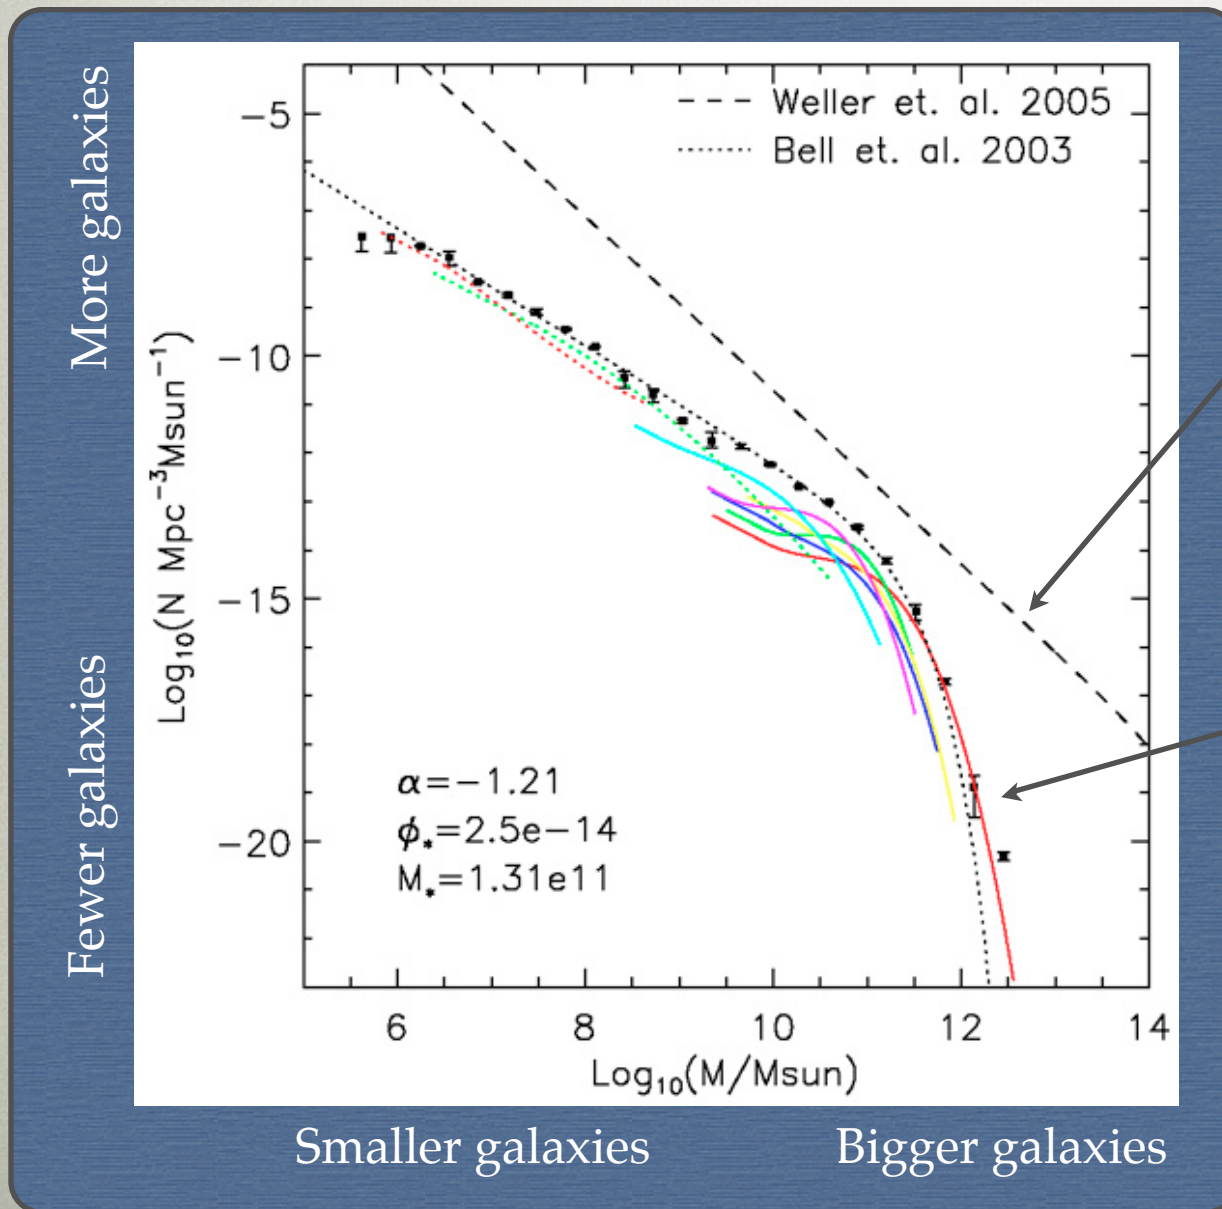 More galaxies
Fewer galaxies
Log₁₀(N Mpc⁻³Msun⁻¹)
−5
−10
−15
−20
Weller et. al. 2005
Bell et. al. 2003
α=−1.21
ϕ*=2.5e−14
M*=1.31e11
6 8 10 12 14
Log₁₀(M/Msun)
Smaller galaxies Bigger galaxies